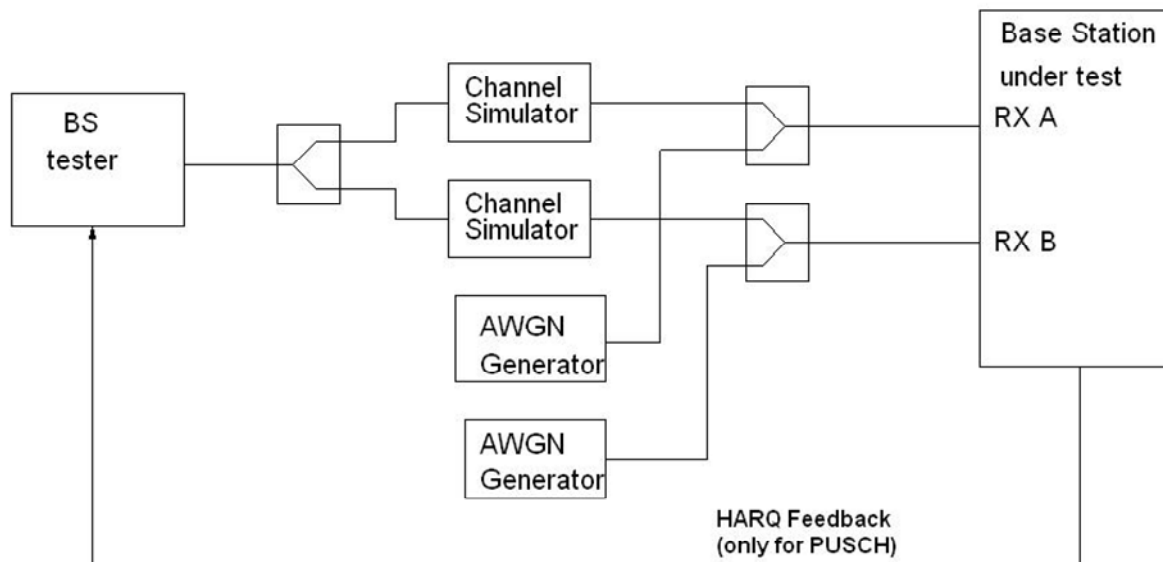 BS
tester
Channel
Simulator
Channel
Simulator
AWGN
Generator
AWGN
Generator
Base Station
under test
RX A
RX B
HARQ Feedback
(only for PUSCH)